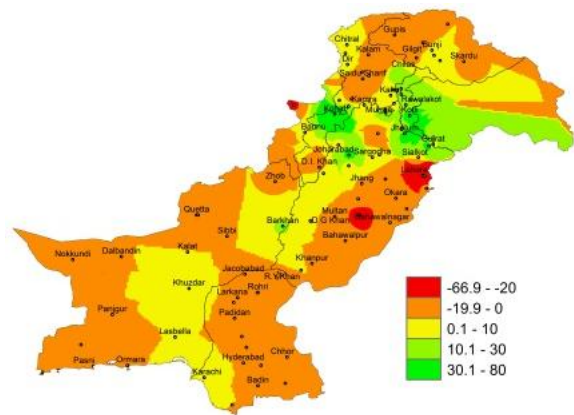 Gupis
Chitral
Gilgit
Bunji
Kalam
Dir
Skardu
Chilas
Saidu Sharif
Kakul
Kamra
Rawalakot
Kotli
Bannu
Jhelum
Gujrat
Joharabad
Sargodha
Sialkot
D.I. Khan
Lahore
Zhob
Jhang
Okara
Quetta
Multan
Barkhan
D.G Khan
Bahawalnagar
Sibbi
Bahawalpur
Kalat
Dalbandin
Nokkundi
Khanpur
Jacobabad
R.Y.Khan
Khuzdar
Larkana
Rohri
Panjgur
Padidan
Lasbella
Chhor
Pasni
Ormara
Hyderabad
Karachi
Badin
-66.9 - -20
-19.9 - 0
0.1 - 10
10.1 - 30
30.1 - 80